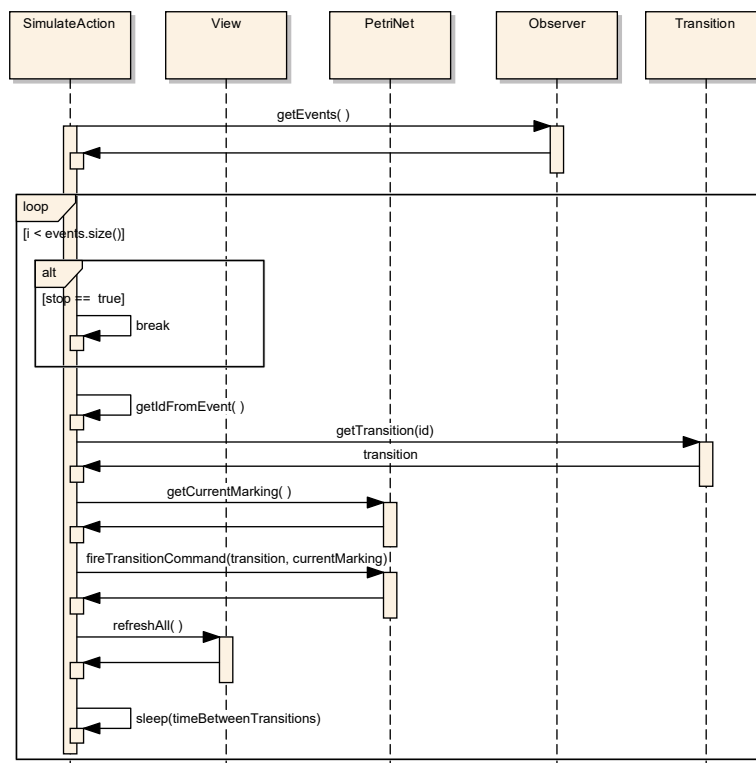 SimulateAction
View
PetriNet
Observer
Transition
getEvents( )
loop
[i < events.size()]
alt
[stop == true]
break
getIdFromEvent( )
getTransition(id)
transition
getCurrentMarking( )
fireTransitionCommand(transition, currentMarking)
refreshAll( )
sleep(timeBetweenTransitions)